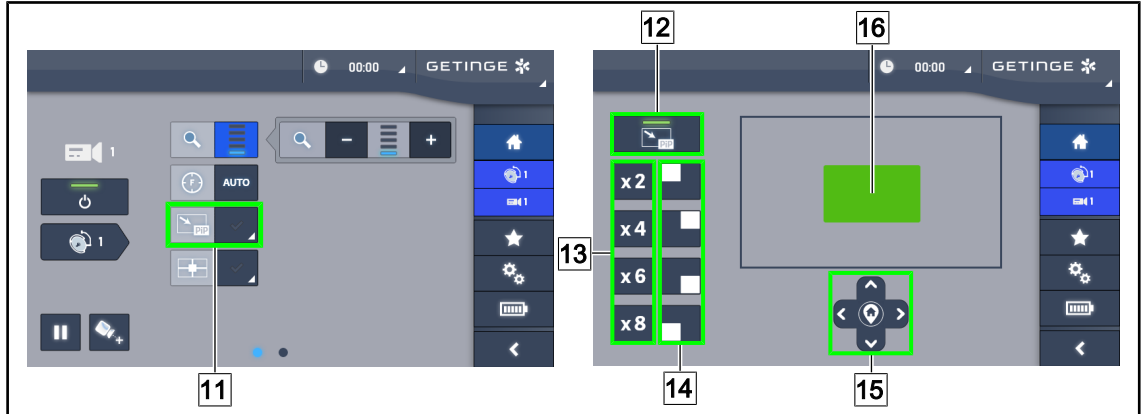 12
16
00:00
GETINGE
00:00
GETINGE
1
- +
PIP
1
F AUTO
x2
1
1
1
PIP
x4
1
13
x6
x8
11
14
15